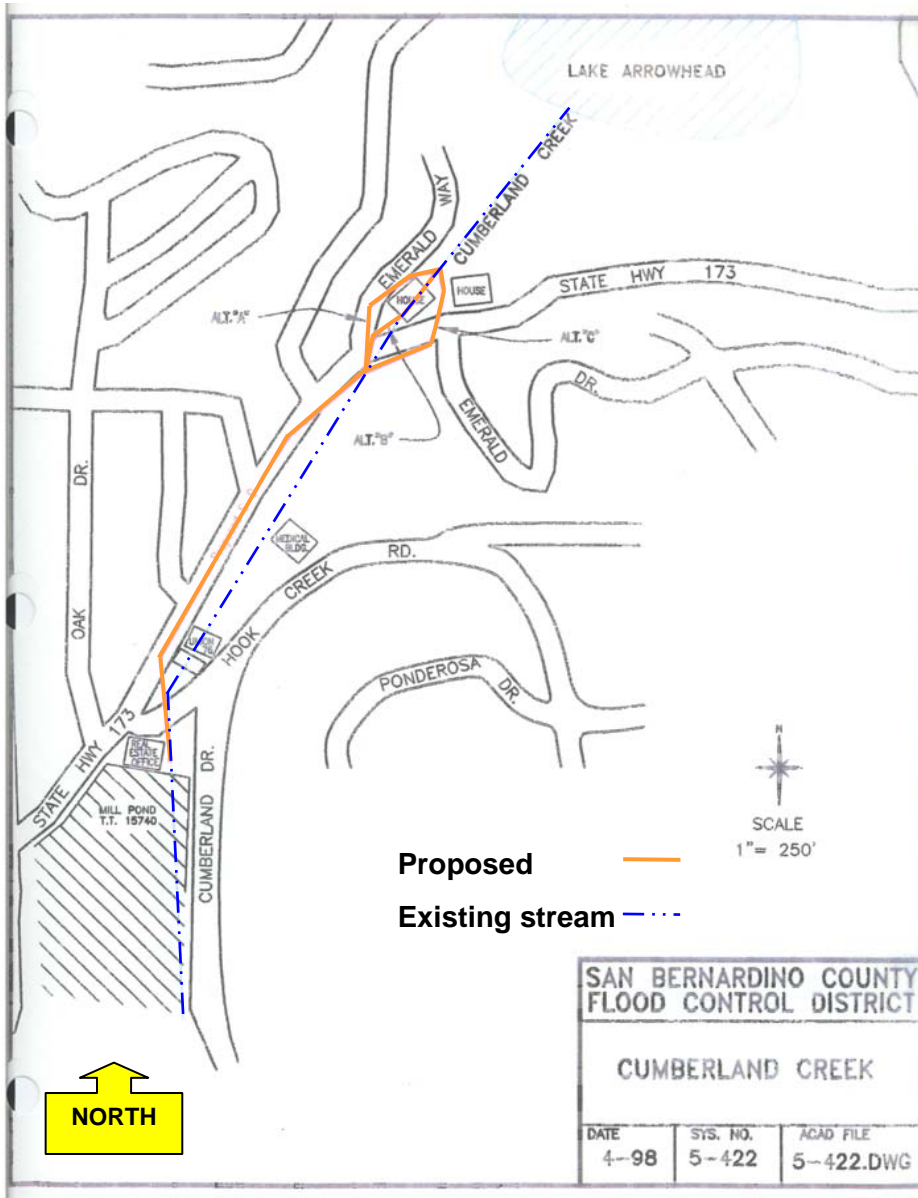 LAKE ARROWHEAD
CUMBERLAND CREEK
EMERALD WAY
HOUSE
HOUSE
STATE HWY 173
ALT."A"
ALT."C"
ALT."B"
EMERALD DR.
OAK DR.
MEDICAL
BLDG.
HOOK CREEK RD.
UNION
76
PONDEROSA DR.
STATE HWY 173
REAL
ESTATE
OFFICE
MILL POND
T.T. 15740
CUMBERLAND DR.
N
SCALE
1"= 250'
Proposed
Existing stream
NORTH
SAN BERNARDINO COUNTY
FLOOD CONTROL DISTRICT
CUMBERLAND CREEK
DATE
4-98
SYS. NO.
5-422
ACAD FILE
5-422.DWG